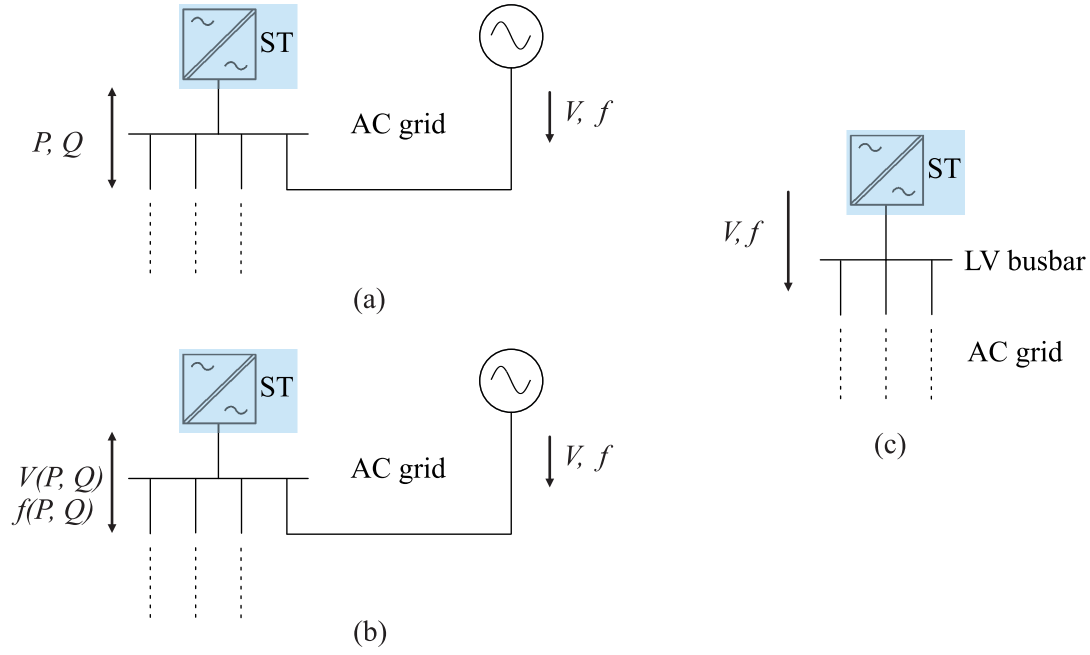 ST
AC grid
V, f
P, Q
(a)
ST
AC grid
V, f
V(P, Q)
f(P, Q)
(b)
ST
V, f
LV busbar
AC grid
(c)